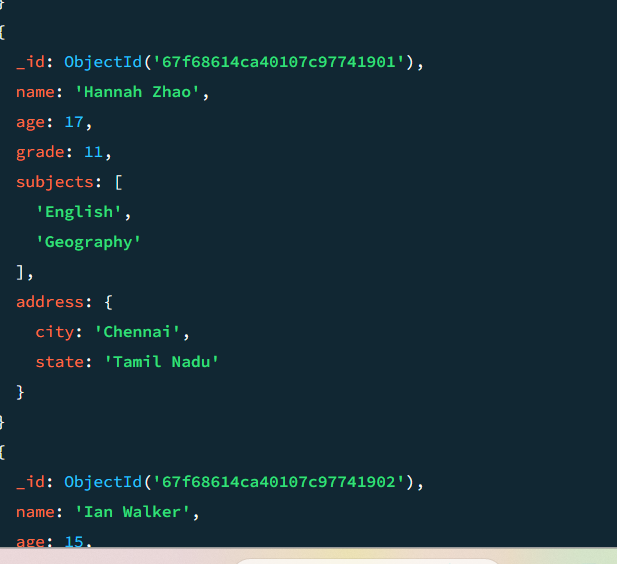 }
{
_id: ObjectId('67f68614ca40107c97741901'),
name: 'Hannah Zhao',
age: 17,
grade: 11,
subjects: [
'English',
'Geography'
],
address: {
city: 'Chennai',
state: 'Tamil Nadu'
}
}
{
_id: ObjectId('67f68614ca40107c97741902'),
name: 'Ian Walker',
age: 15,